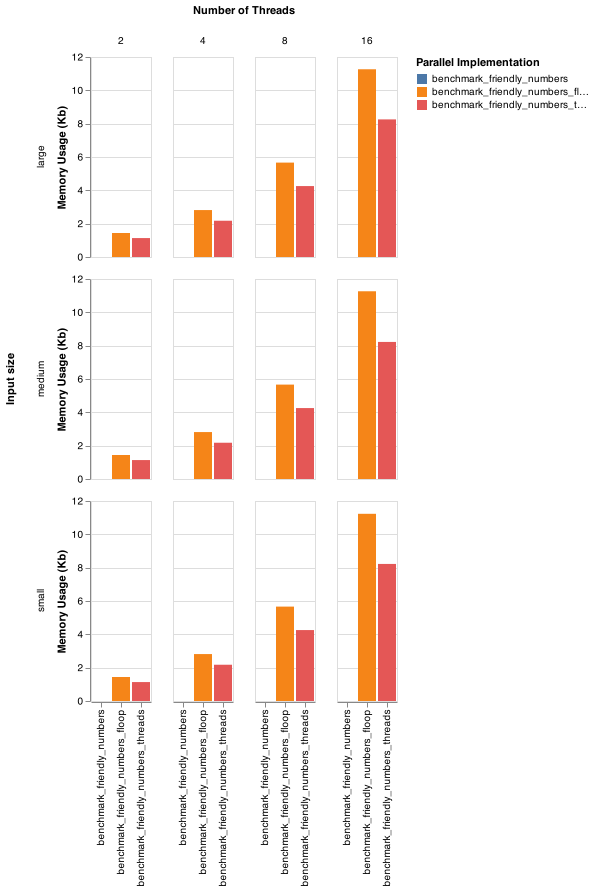 Number of Threads
2 4 8 16
Parallel Implementation
benchmark_friendly_numbers
benchmark_friendly_numbers_fl…
benchmark_friendly_numbers_t…
Input size
large
Memory Usage (Kb)
12
10
8
6
4
2
0
medium
Memory Usage (Kb)
12
10
8
6
4
2
0
small
Memory Usage (Kb)
12
10
8
6
4
2
0
benchmark_friendly_numbers
benchmark_friendly_numbers_floop
benchmark_friendly_numbers_threads
benchmark_friendly_numbers
benchmark_friendly_numbers_floop
benchmark_friendly_numbers_threads
benchmark_friendly_numbers
benchmark_friendly_numbers_floop
benchmark_friendly_numbers_threads
benchmark_friendly_numbers
benchmark_friendly_numbers_floop
benchmark_friendly_numbers_threads